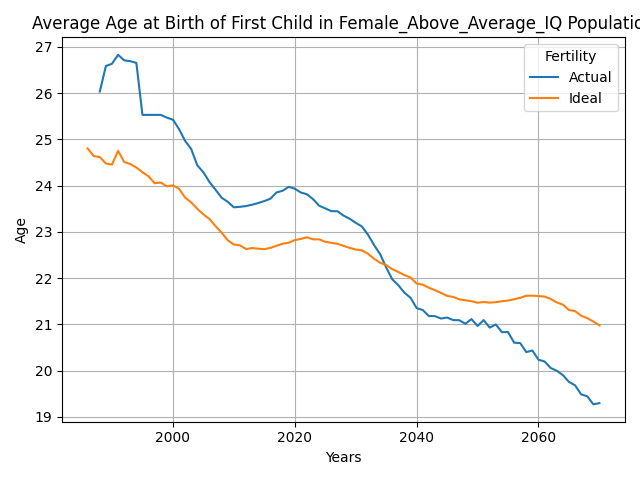 Average Age at Birth of First Child in Female_Above_Average_IQ Populatio
27
26
25
24
23
22
21
20
19
Age
Fertility
Actual
Ideal
2000 2020 2040 2060
Years